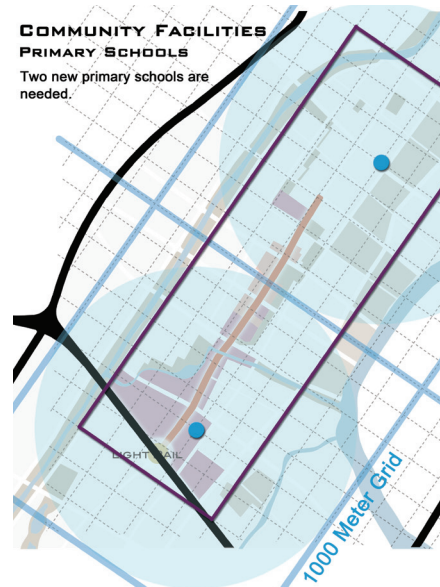 COMMUNITY FACILITIES
PRIMARY SCHOOLS
Two new primary schools are
needed.
LIGHT RAIL
1000 Meter Grid